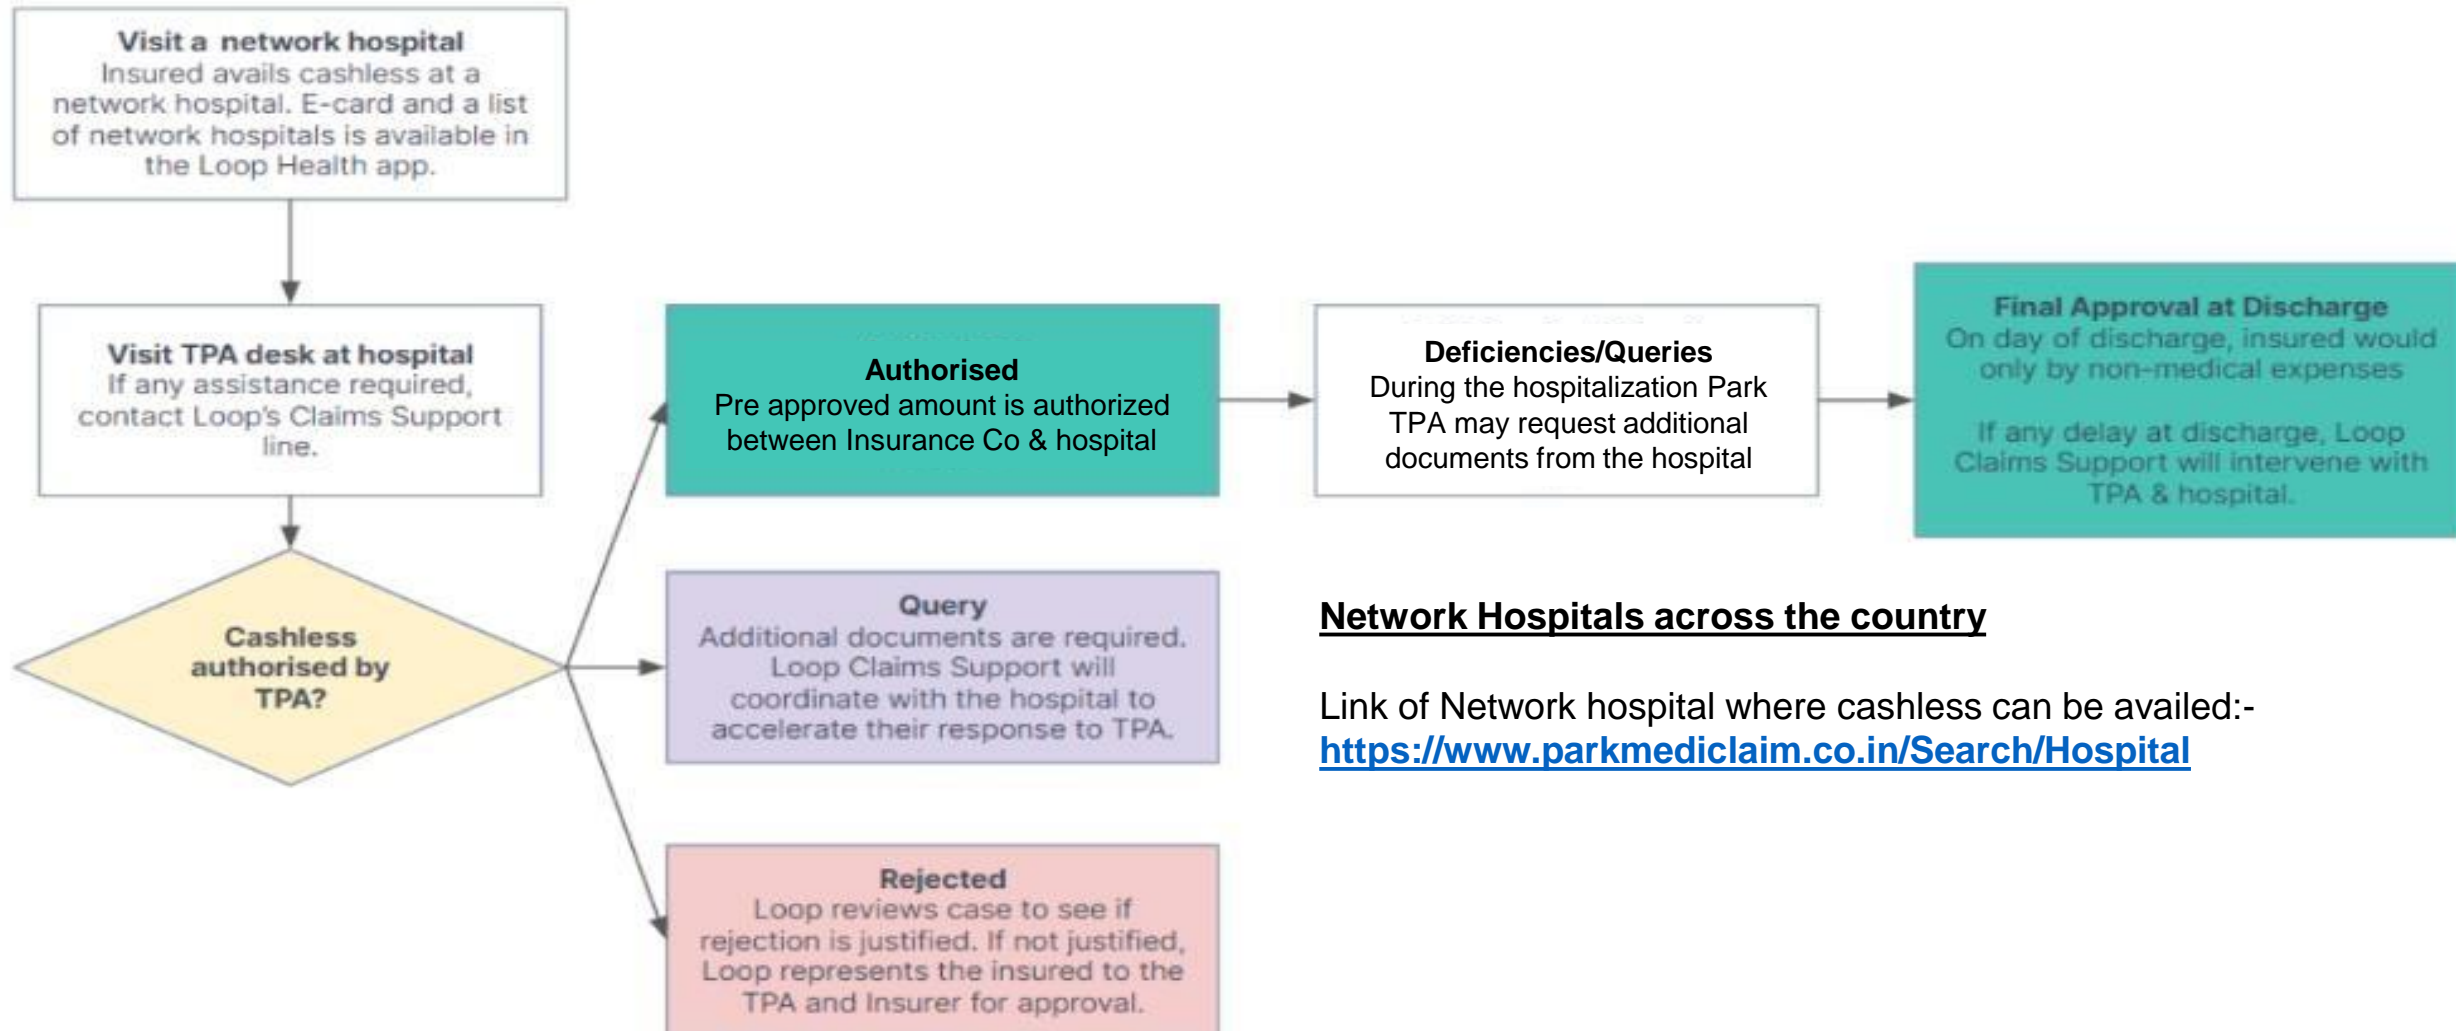 Visit a network hospital
Insured avails cashless at a
network hospital. E-card and a list
of network hospitals is available in
the Loop Health app.
Visit TPA desk at hospital
If any assistance required,
contact Loop's Claims Support
line.
Cashless
authorised by
TPA?
Authorised
Pre approved amount is authorized
between Insurance Co & hospital
Deficiencies/Queries
During the hospitalization Park
TPA may request additional
documents from the hospital
Final Approval at Discharge
On day of discharge, insured would
only by non-medical expenses
If any delay at discharge, Loop
Claims Support will intervene with
TPA & hospital.
Query
Additional documents are required.
Loop Claims Support will
coordinate with the hospital to
accelerate their response to TPA.
Rejected
Loop reviews case to see if
rejection is justified. If not justified,
Loop represents the insured to the
TPA and Insurer for approval.
Network Hospitals across the country
Link of Network hospital where cashless can be availed:-
https://www.parkmediclaim.co.in/Search/Hospital